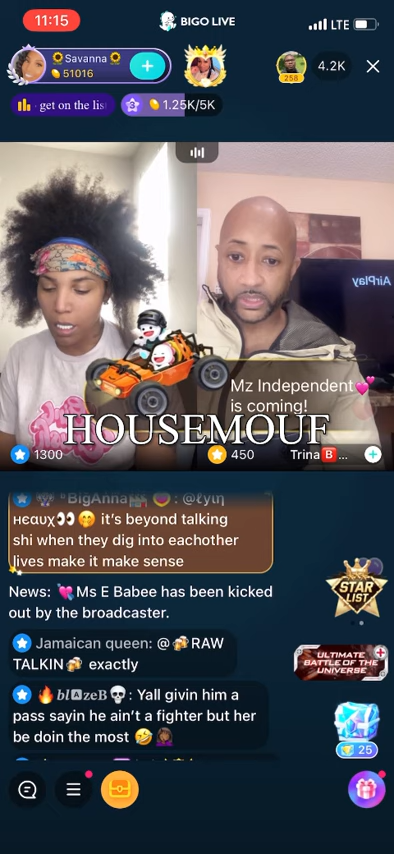 11:15
BIGO LIVE
LTE
🌻Savanna🌻
51016
258
4.2K
get on the lis
1.25K/5K
AirPlay
Mz Independent💕
is coming!
HOUSEMOUF
1300
450
Trina🅱...
BigAnna
it's beyond talking
shi when they dig into eachother
lives make it make sense
News: 💘Ms E Babee has been kicked
out by the broadcaster.
Jamaican queen: @🍻RAW
TALKIN🍻 exactly
🔥blAzeB💀: Yall givin him a
pass sayin he ain't a fighter but her
be doin the most 🤣🤦🏾‍♀️
STAR
LIST
ULTIMATE
BATTLE OF THE
UNIVERSE
25